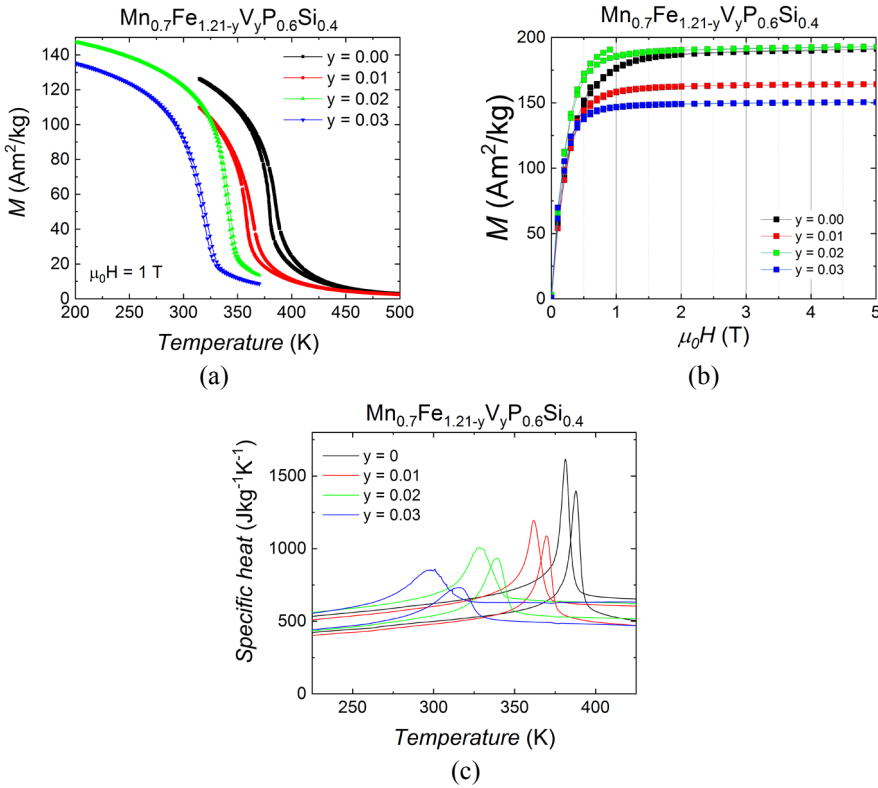 Mn0.7Fe1.21-yVyP0.6Si0.4
M (Am2/kg)
140
120
100
80
60
40
20
0
y = 0.00
y = 0.01
y = 0.02
y = 0.03
μ0H = 1 T
200 250 300 350 400 450 500
Temperature (K)
(a)
Mn0.7Fe1.21-yVyP0.6Si0.4
M (Am2/kg)
200
150
100
50
0
y = 0.00
y = 0.01
y = 0.02
y = 0.03
0 1 2 3 4 5
μ0H (T)
(b)
Mn0.7Fe1.21-yVyP0.6Si0.4
Specific heat (Jkg-1K-1)
1500
1000
500
0
y = 0
y = 0.01
y = 0.02
y = 0.03
250 300 350 400
Temperature (K)
(c)